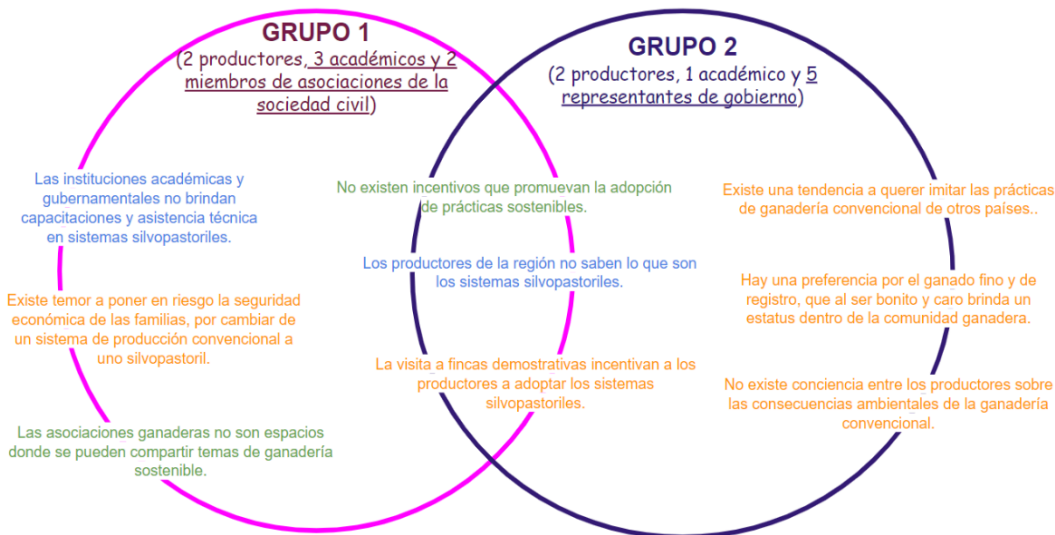 GRUPO 1
(2 productores, 3 académicos y 2
miembros de asociaciones de la
sociedad civil)
GRUPO 2
(2 productores, 1 académico y 5
representantes de gobierno)
Las instituciones académicas y
gubernamentales no brindan
capacitaciones y asistencia técnica
en sistemas silvopastoriles.
Existe temor a poner en riesgo la seguridad
económica de las familias, por cambiar de
un sistema de producción convencional a
uno silvopastoril.
Las asociaciones ganaderas no son espacios
donde se pueden compartir temas de ganadería
sostenible.
No existen incentivos que promuevan la adopción
de prácticas sostenibles.
Los productores de la región no saben lo que son
los sistemas silvopastoriles.
La visita a fincas demostrativas incentivan a los
productores a adoptar los sistemas
silvopastoriles.
Existe una tendencia a querer imitar las prácticas
de ganadería convencional de otros países..
Hay una preferencia por el ganado fino y de
registro, que al ser bonito y caro brinda un
estatus dentro de la comunidad ganadera.
No existe conciencia entre los productores sobre
las consecuencias ambientales de la ganadería
convencional.